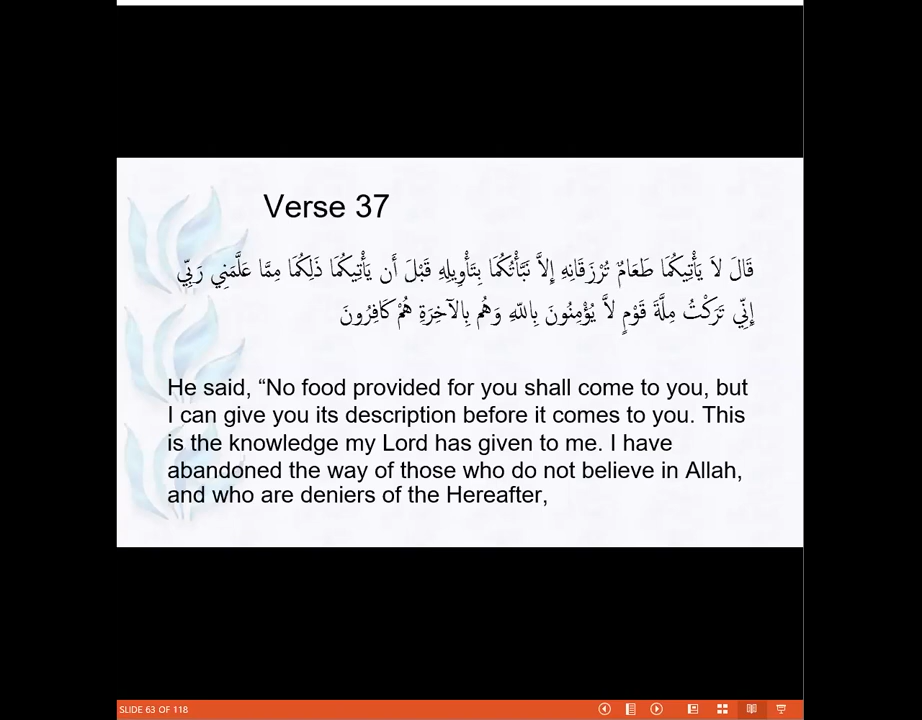 Verse 37
قَالَ لاَ يَأْتِيكُمَا طَعَامٌ تُرْزَقَانِهِ إِلاَّ نَبَّأْتُكُمَا بِتَأْوِيلِهِ قَبْلَ أَن يَأْتِيكُمَا ذَلِكُمَا مِمَّا عَلَّمَنِي رَبِّي
إِنِّي تَرَكْتُ مِلَّةَ قَوْمٍ لاَّ يُؤْمِنُونَ بِاللّهِ وَهُم بِالآخِرَةِ هُمْ كَافِرُونَ
He said, “No food provided for you shall come to you, but
I can give you its description before it comes to you. This
is the knowledge my Lord has given to me. I have
abandoned the way of those who do not believe in Allah,
and who are deniers of the Hereafter,
SLIDE 63 OF 118